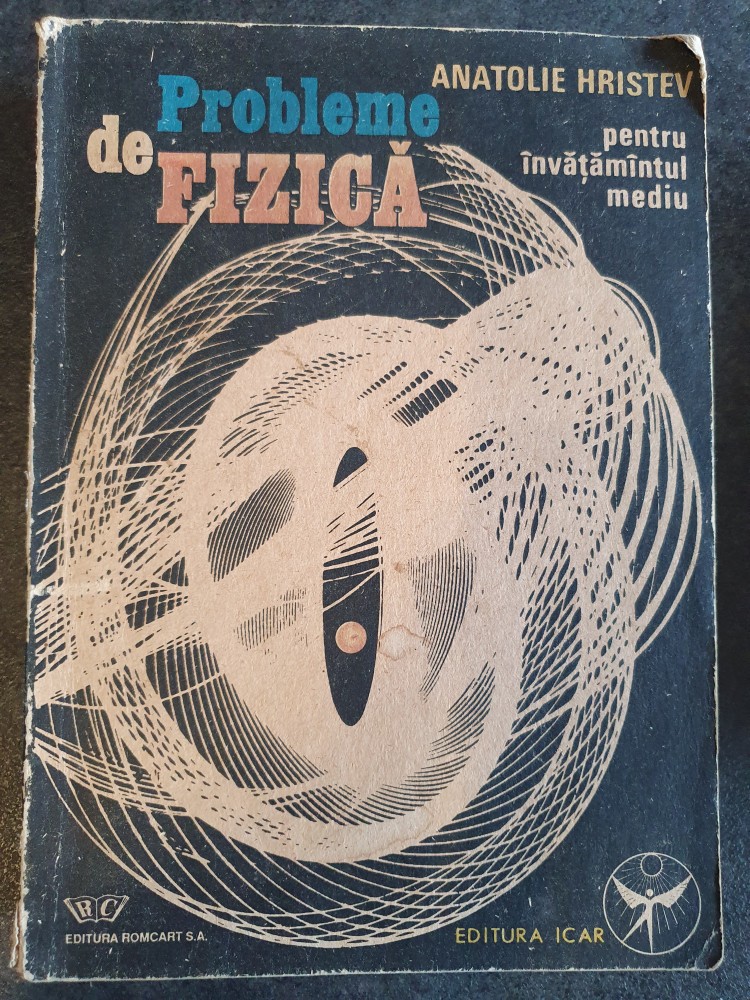 ANATOLIE HRISTEV
Probleme
de FIZICĂ
pentru
învățămîntul
mediu
RC
EDITURA ROMCART S.A.
EDITURA ICAR